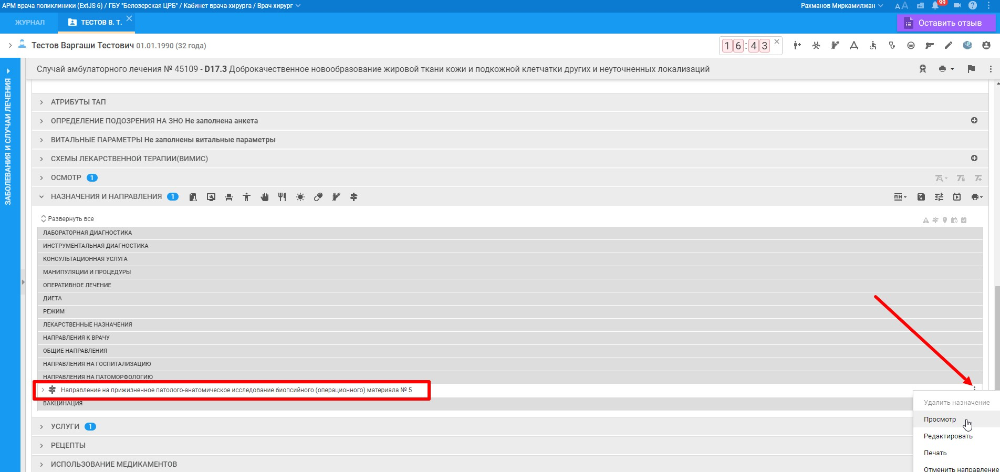 АРМ врача поликлиники (ExtJS 6) / ГБУ "Белозерская ЦРБ" / Кабинет врача-хирурга / Врач-хирург
Рахманов Миркамилжан
99
ЖУРНАЛ
ТЕСТОВ В. Т.
Оставить отзыв
Тестов Варгаши Тестович 01.01.1990 (32 года)
16:43
Случай амбулаторного лечения № 45109 - D17.3 Доброкачественное новообразование жировой ткани кожи и подкожной клетчатки других и неуточненных локализаций
ЗАБОЛЕВАНИЯ И СЛУЧАИ ЛЕЧЕНИЯ
АТРИБУТЫ ТАП
ОПРЕДЕЛЕНИЕ ПОДОЗРЕНИЯ НА ЗНО Не заполнена анкета
ВИТАЛЬНЫЕ ПАРАМЕТРЫ Не заполнены витальные параметры
СХЕМЫ ЛЕКАРСТВЕННОЙ ТЕРАПИИ(ВИМИС)
ОСМОТР 1
НАЗНАЧЕНИЯ И НАПРАВЛЕНИЯ 1
Развернуть все
ЛАБОРАТОРНАЯ ДИАГНОСТИКА
ИНСТРУМЕНТАЛЬНАЯ ДИАГНОСТИКА
КОНСУЛЬТАЦИОННАЯ УСЛУГА
МАНИПУЛЯЦИИ И ПРОЦЕДУРЫ
ОПЕРАТИВНОЕ ЛЕЧЕНИЕ
ДИЕТА
РЕЖИМ
ЛЕКАРСТВЕННЫЕ НАЗНАЧЕНИЯ
НАПРАВЛЕНИЯ К ВРАЧУ
ОБЩИЕ НАПРАВЛЕНИЯ
НАПРАВЛЕНИЯ НА ГОСПИТАЛИЗАЦИЮ
НАПРАВЛЕНИЯ НА ПАТОМОРФОЛОГИЮ
Направление на прижизненное патолого-анатомическое исследование биопсийного (операционного) материала № 5
ВАКЦИНАЦИЯ
Удалить назначение
Просмотр
Редактировать
Печать
Отменить направление
УСЛУГИ 1
РЕЦЕПТЫ
ИСПОЛЬЗОВАНИЕ МЕДИКАМЕНТОВ